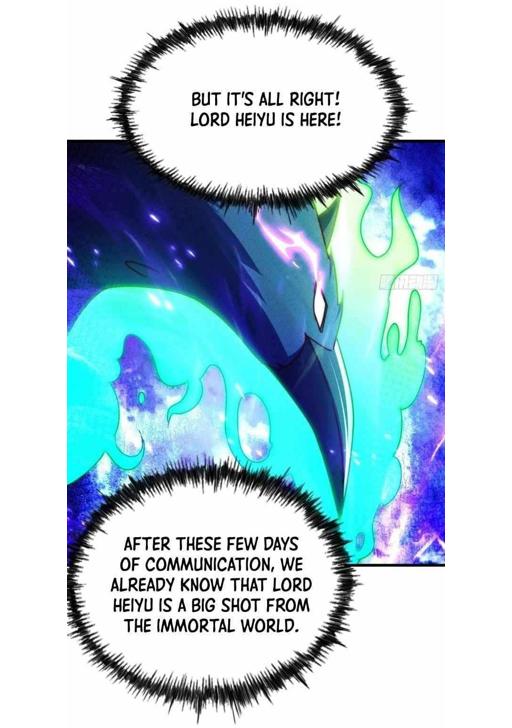 BUT IT'S ALL RIGHT!
LORD HEIYU IS HERE!
AFTER THESE FEW DAYS
OF COMMUNICATION, WE
ALREADY KNOW THAT LORD
HEIYU IS A BIG SHOT FROM
THE IMMORTAL WORLD.